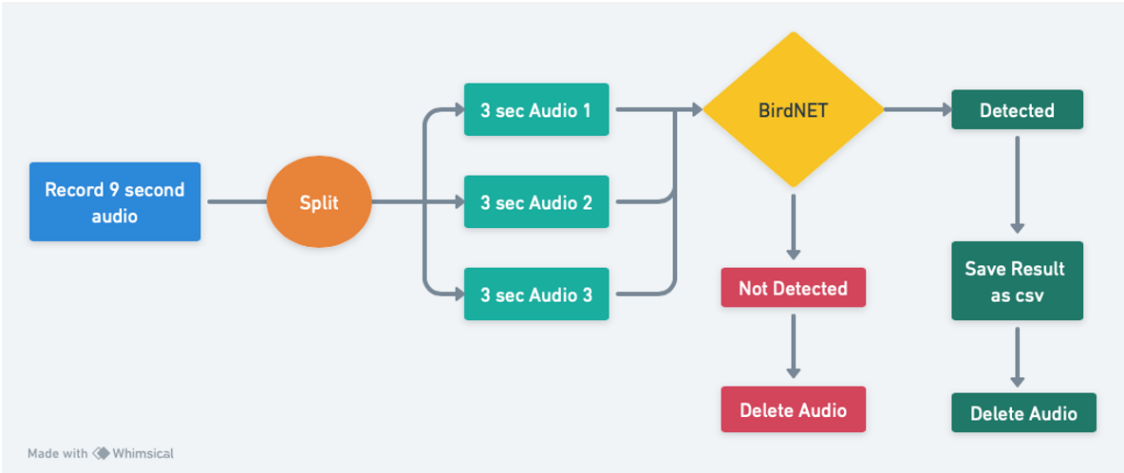 Record 9 second
audio
Split
3 sec Audio 1
3 sec Audio 2
3 sec Audio 3
BirdNET
Not Detected
Delete Audio
Detected
Save Result
as csv
Delete Audio
Made with Whimsical